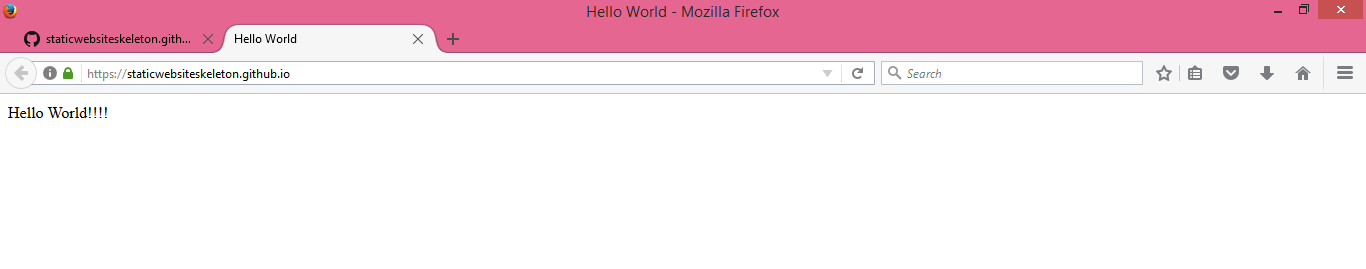 Hello World - Mozilla Firefox
staticwebsiteskeleton.gith...
Hello World
https://staticwebsiteskeleton.github.io
Search
Hello World!!!!